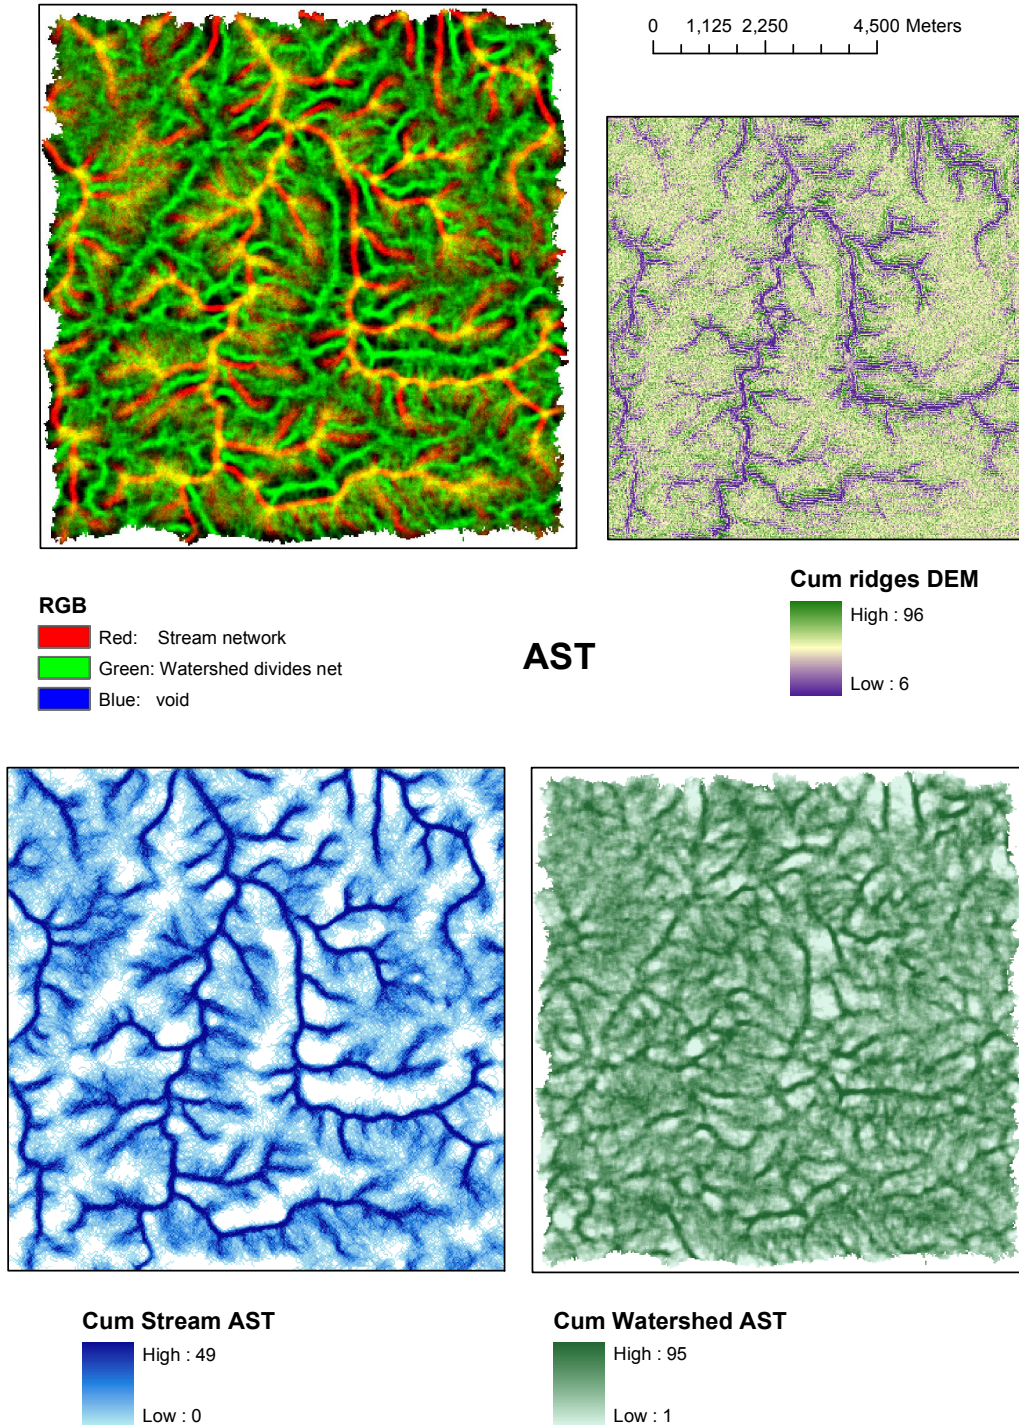 0 1,125 2,250 4,500 Meters
Cum ridges DEM
High : 96
Low : 6
RGB
Red: Stream network
Green: Watershed divides net
Blue: void
AST
Cum Stream AST
High : 49
Low : 0
Cum Watershed AST
High : 95
Low : 1